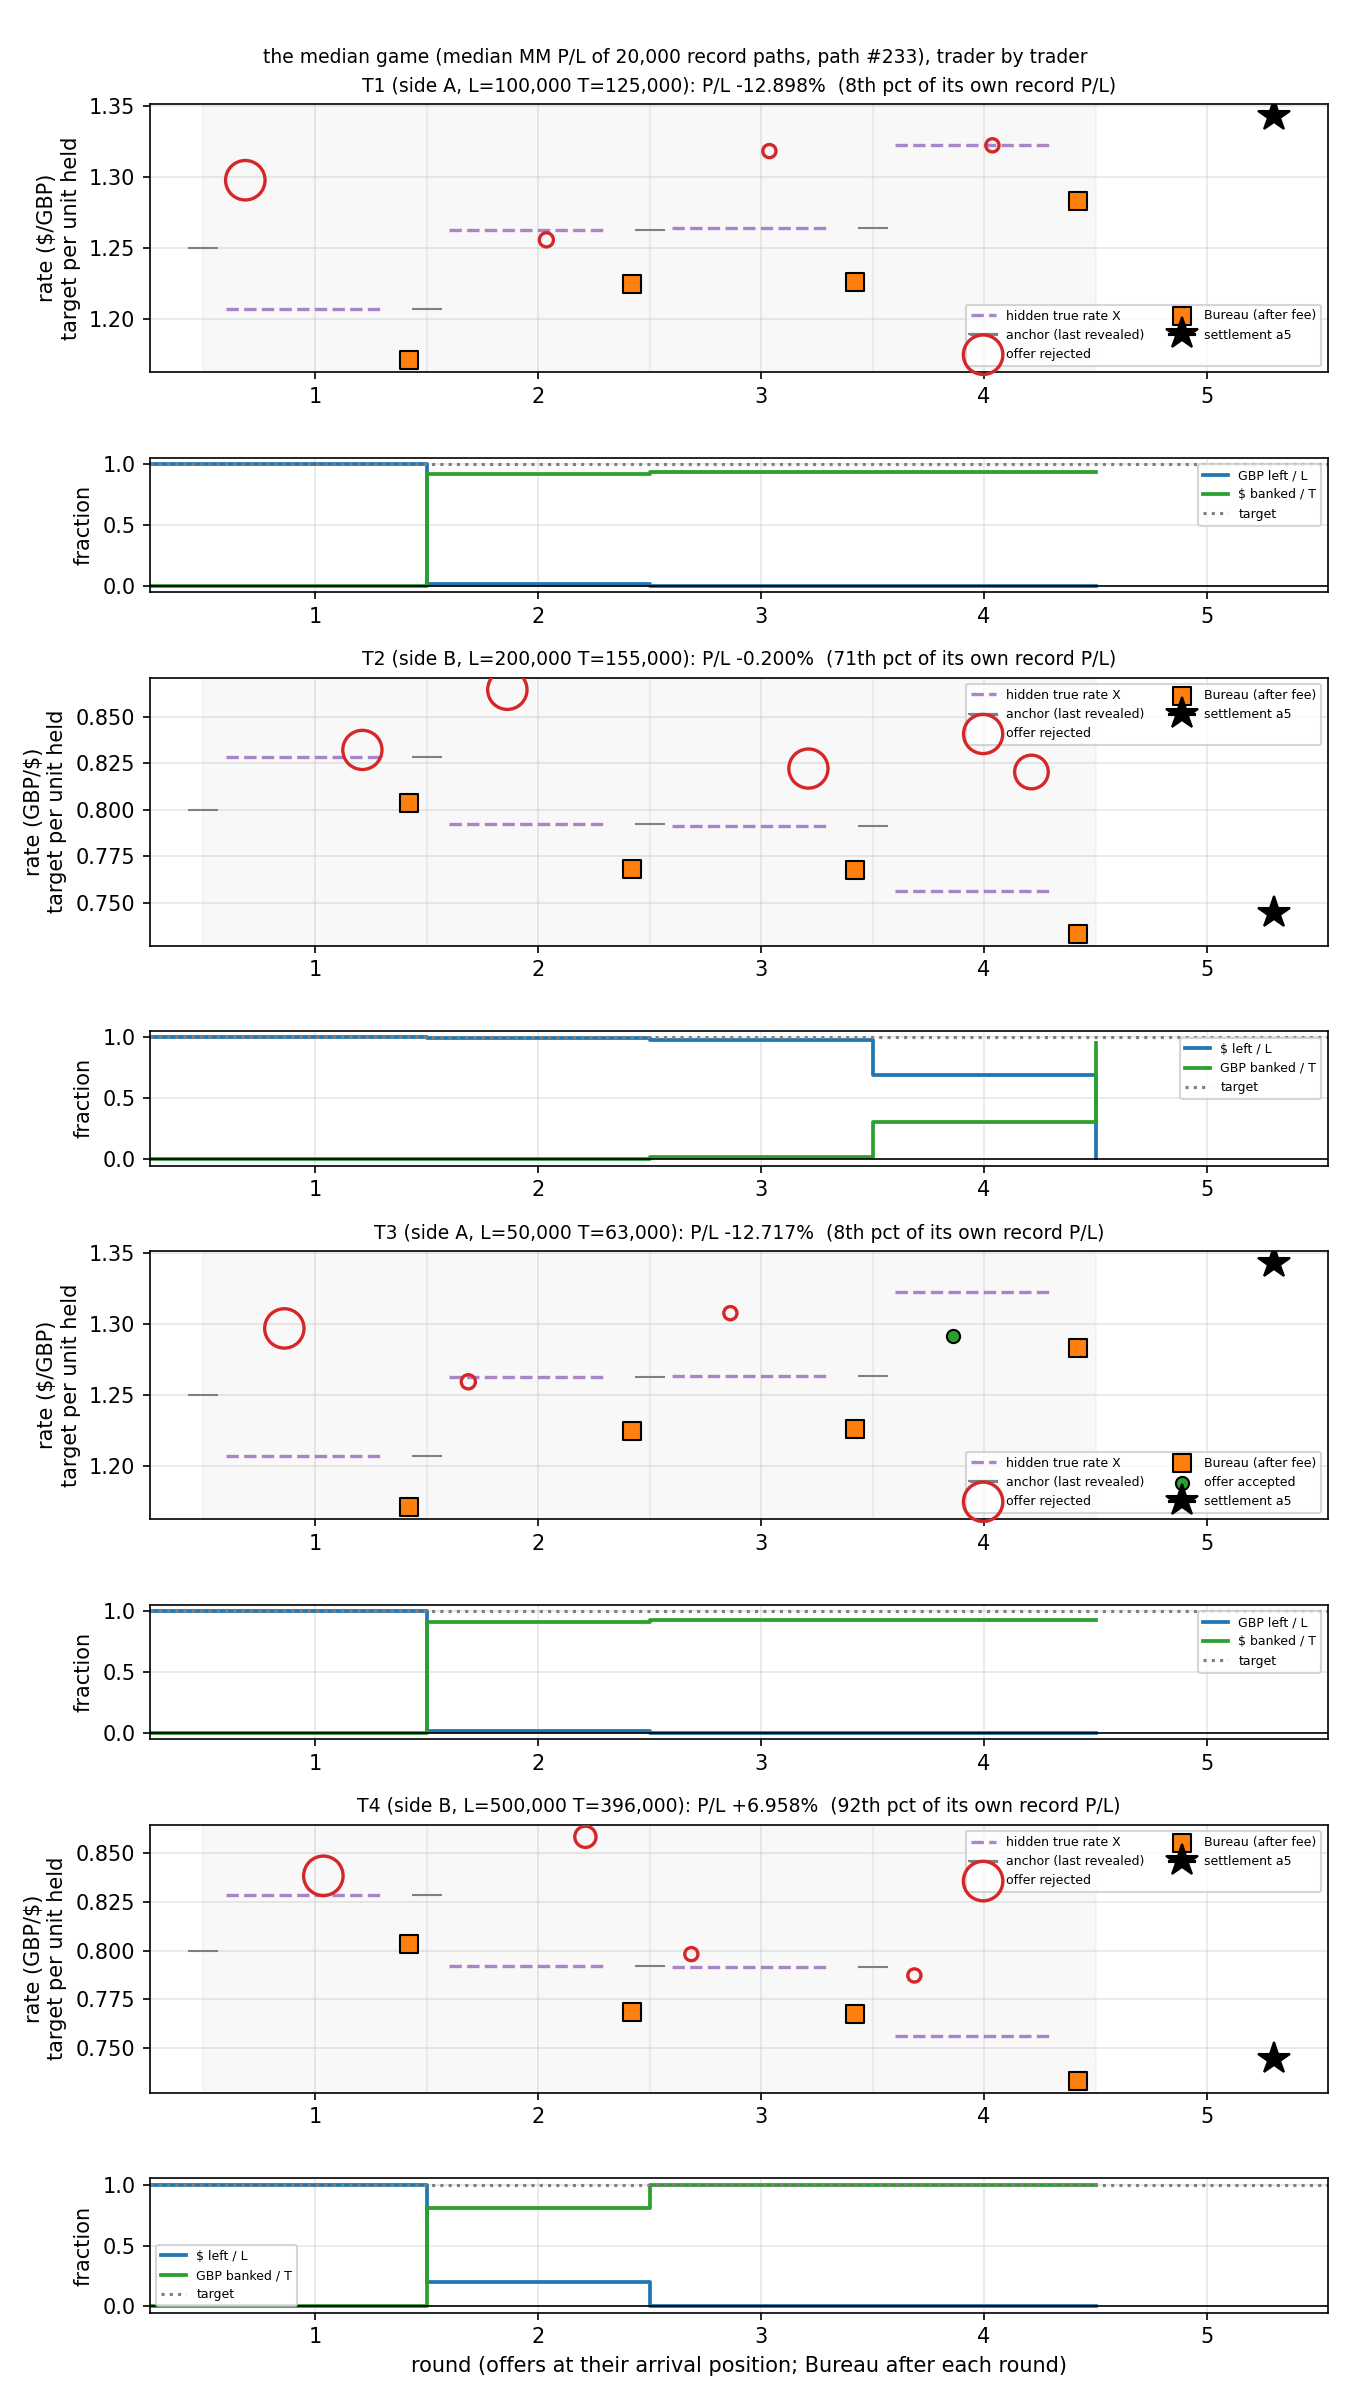 the median game (median MM P/L of 20,000 record paths, path #233), trader by trader
T1 (side A, L=100,000 T=125,000): P/L -12.898%  (8th pct of its own record P/L)
rate ($/GBP)
target per unit held
1.35
1.30
1.25
1.20
hidden true rate X
anchor (last revealed)
offer rejected
Bureau (after fee)
settlement a5
1 2 3 4 5
fraction
1.0
0.5
0.0
GBP left / L
$ banked / T
target
1 2 3 4 5
T2 (side B, L=200,000 T=155,000): P/L -0.200%  (71th pct of its own record P/L)
rate (GBP/$)
target per unit held
0.850
0.825
0.800
0.775
0.750
hidden true rate X
anchor (last revealed)
offer rejected
Bureau (after fee)
settlement a5
1 2 3 4 5
fraction
1.0
0.5
0.0
$ left / L
GBP banked / T
target
1 2 3 4 5
T3 (side A, L=50,000 T=63,000): P/L -12.717%  (8th pct of its own record P/L)
rate ($/GBP)
target per unit held
1.35
1.30
1.25
1.20
hidden true rate X
anchor (last revealed)
offer rejected
Bureau (after fee)
offer accepted
settlement a5
1 2 3 4 5
fraction
1.0
0.5
0.0
GBP left / L
$ banked / T
target
1 2 3 4 5
T4 (side B, L=500,000 T=396,000): P/L +6.958%  (92th pct of its own record P/L)
rate (GBP/$)
target per unit held
0.850
0.825
0.800
0.775
0.750
hidden true rate X
anchor (last revealed)
offer rejected
Bureau (after fee)
settlement a5
1 2 3 4 5
fraction
1.0
0.5
0.0
$ left / L
GBP banked / T
target
1 2 3 4 5
round (offers at their arrival position; Bureau after each round)